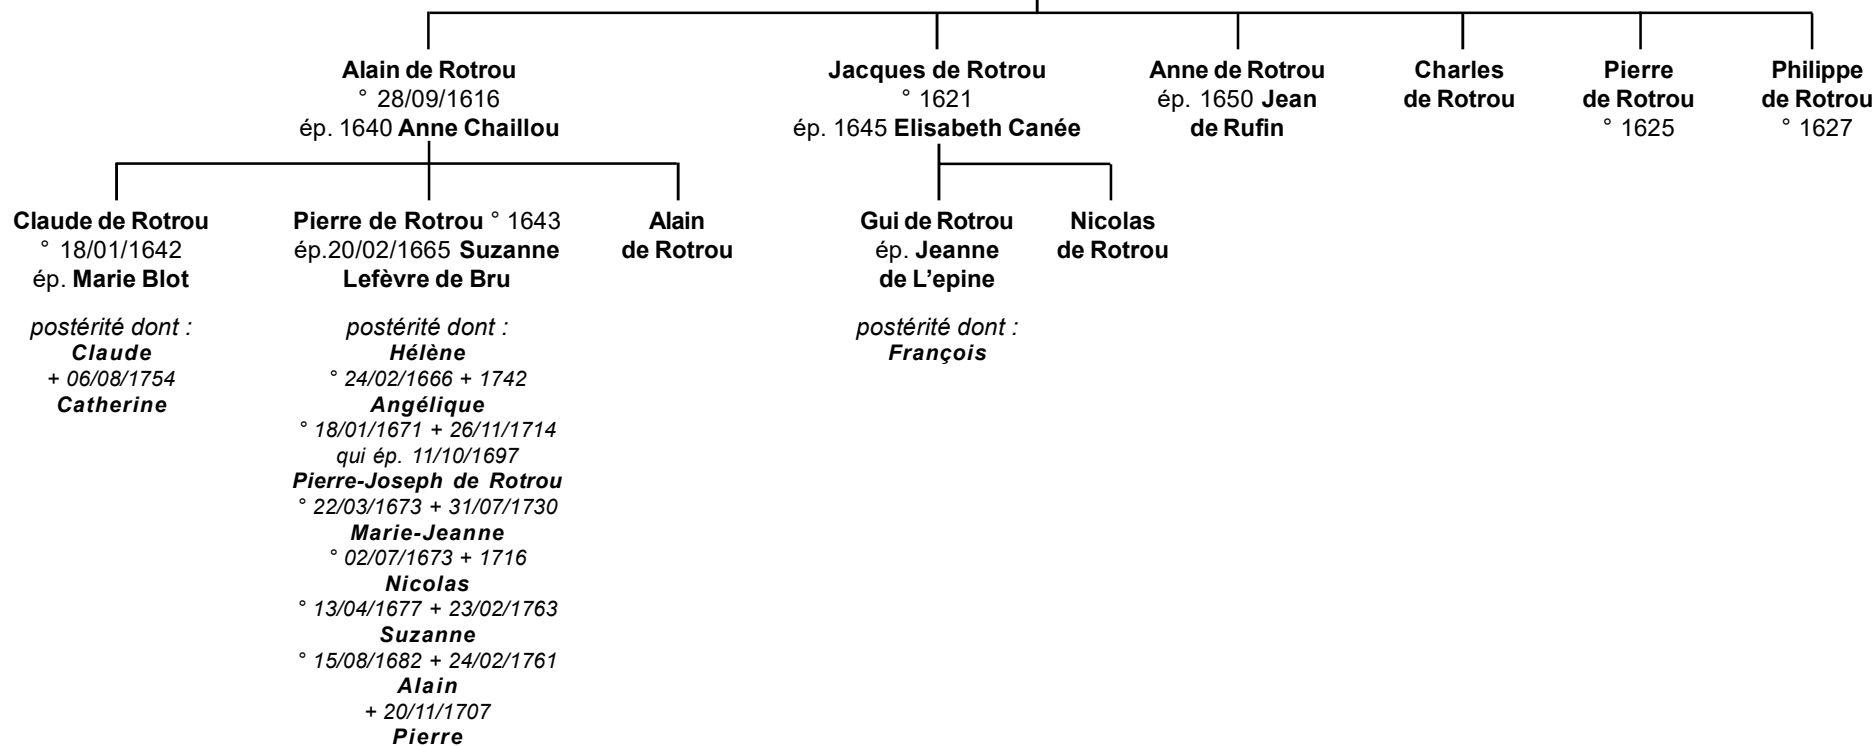 Alain de Rotrou
° 28/09/1616
ép. 1640 Anne Chaillou
Jacques de Rotrou
° 1621
ép. 1645 Elisabeth Canée
Anne de Rotrou
ép. 1650 Jean
de Rufin
Charles
de Rotrou
Pierre
de Rotrou
° 1625
Philippe
de Rotrou
° 1627
Claude de Rotrou
° 18/01/1642
ép. Marie Blot
Pierre de Rotrou ° 1643
ép.20/02/1665 Suzanne
Lefèvre de Bru
Alain
de Rotrou
Gui de Rotrou
ép. Jeanne
de L’epine
Nicolas
de Rotrou
postérité dont :
Claude
+ 06/08/1754
Catherine
postérité dont :
Hélène
° 24/02/1666 + 1742
Angélique
° 18/01/1671 + 26/11/1714
qui ép. 11/10/1697
Pierre-Joseph de Rotrou
° 22/03/1673 + 31/07/1730
Marie-Jeanne
° 02/07/1673 + 1716
Nicolas
° 13/04/1677 + 23/02/1763
Suzanne
° 15/08/1682 + 24/02/1761
Alain
+ 20/11/1707
Pierre
postérité dont :
François